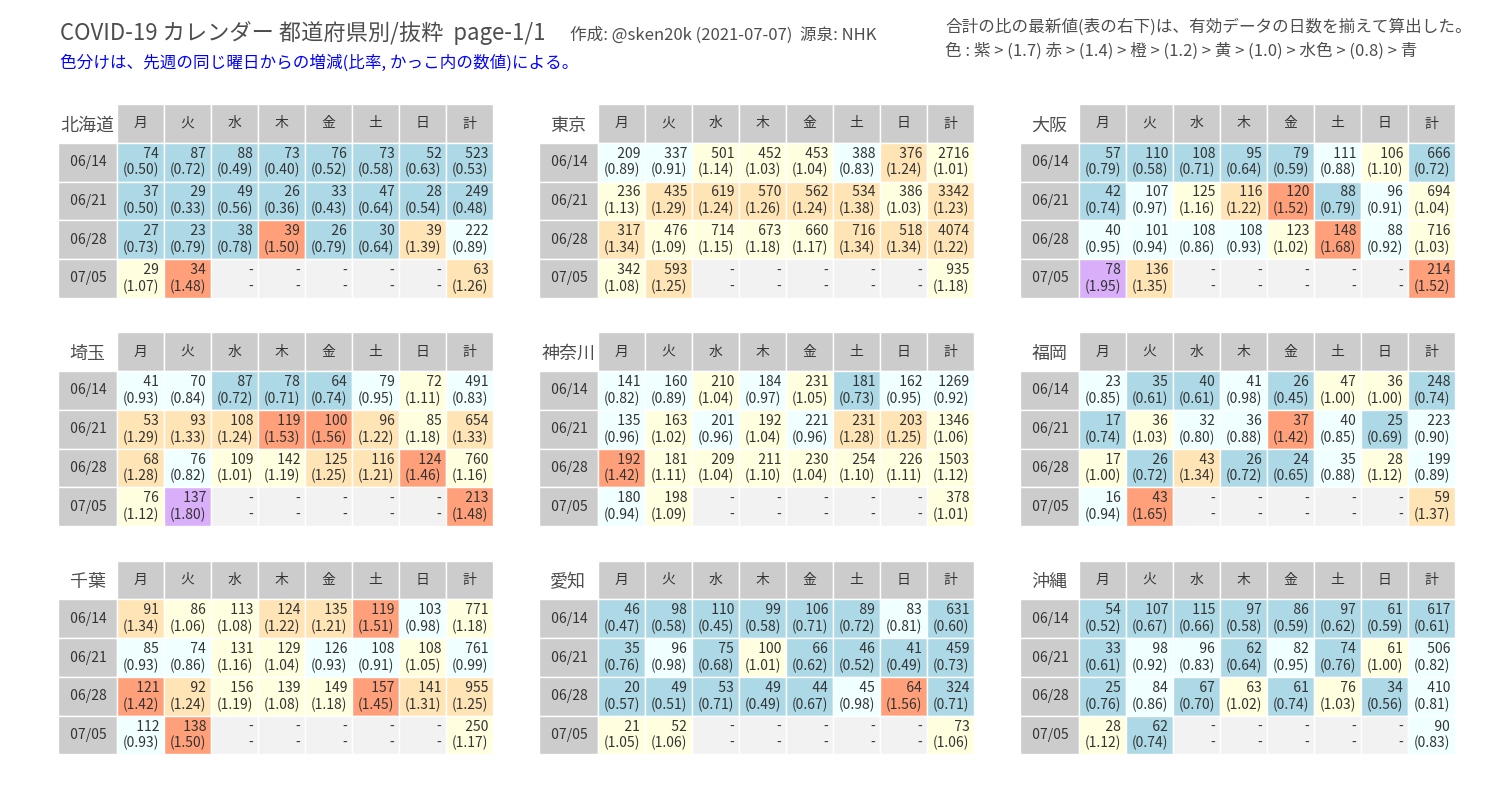 COVID-19 カレンダー 都道府県別/抜粋 page-1/1 作成: @sken20k (2021-07-07) 源泉: NHK
合計の比の最新値(表の右下)は、有効データの日数を揃えて算出した。
色分けは、先週の同じ曜日からの増減(比率, かっこ内の数値)による。
色 : 紫 > (1.7) 赤 > (1.4) > 橙 > (1.2) > 黄 > (1.0) > 水色 > (0.8) > 青
北海道 月 火 水 木 金 土 日 計
06/14 74 87 88 73 76 73 52 523
(0.50) (0.72) (0.49) (0.40) (0.52) (0.58) (0.63) (0.53)
06/21 37 29 49 26 33 47 28 249
(0.50) (0.33) (0.56) (0.36) (0.43) (0.64) (0.54) (0.48)
06/28 27 23 38 39 26 30 39 222
(0.73) (0.79) (0.78) (1.50) (0.79) (0.64) (1.39) (0.89)
07/05 29 34 - - - - - 63
(1.07) (1.48) - - - - - (1.26)
東京 月 火 水 木 金 土 日 計
06/14 209 337 501 452 453 388 376 2716
(0.89) (0.91) (1.14) (1.03) (1.04) (0.83) (1.24) (1.01)
06/21 236 435 619 570 562 534 386 3342
(1.13) (1.29) (1.24) (1.26) (1.24) (1.38) (1.03) (1.23)
06/28 317 476 714 673 660 716 518 4074
(1.34) (1.09) (1.15) (1.18) (1.17) (1.34) (1.34) (1.22)
07/05 342 593 - - - - - 935
(1.08) (1.25) - - - - - (1.18)
大阪 月 火 水 木 金 土 日 計
06/14 57 110 108 95 79 111 106 666
(0.79) (0.58) (0.71) (0.64) (0.59) (0.88) (1.10) (0.72)
06/21 42 107 125 116 120 88 96 694
(0.74) (0.97) (1.16) (1.22) (1.52) (0.79) (0.91) (1.04)
06/28 40 101 108 108 123 148 88 716
(0.95) (0.94) (0.86) (0.93) (1.02) (1.68) (0.92) (1.03)
07/05 78 136 - - - - - 214
(1.95) (1.35) - - - - - (1.52)
埼玉 月 火 水 木 金 土 日 計
06/14 41 70 87 78 64 79 72 491
(0.93) (0.84) (0.72) (0.71) (0.74) (0.95) (1.11) (0.83)
06/21 53 93 108 119 100 96 85 654
(1.29) (1.33) (1.24) (1.53) (1.56) (1.22) (1.18) (1.33)
06/28 68 76 109 142 125 116 124 760
(1.28) (0.82) (1.01) (1.19) (1.25) (1.21) (1.46) (1.16)
07/05 76 137 - - - - - 213
(1.12) (1.80) - - - - - (1.48)
神奈川 月 火 水 木 金 土 日 計
06/14 141 160 210 184 231 181 162 1269
(0.82) (0.89) (1.04) (0.97) (1.05) (0.73) (0.95) (0.92)
06/21 135 163 201 192 221 231 203 1346
(0.96) (1.02) (0.96) (1.04) (0.96) (1.28) (1.25) (1.06)
06/28 192 181 209 211 230 254 226 1503
(1.42) (1.11) (1.04) (1.10) (1.04) (1.10) (1.11) (1.12)
07/05 180 198 - - - - - 378
(0.94) (1.09) - - - - - (1.01)
福岡 月 火 水 木 金 土 日 計
06/14 23 35 40 41 26 47 36 248
(0.85) (0.61) (0.61) (0.98) (0.45) (1.00) (1.00) (0.74)
06/21 17 36 32 36 37 40 25 223
(0.74) (1.03) (0.80) (0.88) (1.42) (0.85) (0.69) (0.90)
06/28 17 26 43 26 24 35 28 199
(1.00) (0.72) (1.34) (0.72) (0.65) (0.88) (1.12) (0.89)
07/05 16 43 - - - - - 59
(0.94) (1.65) - - - - - (1.37)
千葉 月 火 水 木 金 土 日 計
06/14 91 86 113 124 135 119 103 771
(1.34) (1.06) (1.08) (1.22) (1.21) (1.51) (0.98) (1.18)
06/21 85 74 131 129 126 108 108 761
(0.93) (0.86) (1.16) (1.04) (0.93) (0.91) (1.05) (0.99)
06/28 121 92 156 139 149 157 141 955
(1.42) (1.24) (1.19) (1.08) (1.18) (1.45) (1.31) (1.25)
07/05 112 138 - - - - - 250
(0.93) (1.50) - - - - - (1.17)
愛知 月 火 水 木 金 土 日 計
06/14 46 98 110 99 106 89 83 631
(0.47) (0.58) (0.45) (0.58) (0.71) (0.72) (0.81) (0.60)
06/21 35 96 75 100 66 46 41 459
(0.76) (0.98) (0.68) (1.01) (0.62) (0.52) (0.49) (0.73)
06/28 20 49 53 49 44 45 64 324
(0.57) (0.51) (0.71) (0.49) (0.67) (0.98) (1.56) (0.71)
07/05 21 52 - - - - - 73
(1.05) (1.06) - - - - - (1.06)
沖縄 月 火 水 木 金 土 日 計
06/14 54 107 115 97 86 97 61 617
(0.52) (0.67) (0.66) (0.58) (0.59) (0.62) (0.59) (0.61)
06/21 33 98 96 62 82 74 61 506
(0.61) (0.92) (0.83) (0.64) (0.95) (0.76) (1.00) (0.82)
06/28 25 84 67 63 61 76 34 410
(0.76) (0.86) (0.70) (1.02) (0.74) (1.03) (0.56) (0.81)
07/05 28 62 - - - - - 90
(1.12) (0.74) - - - - - (0.83)